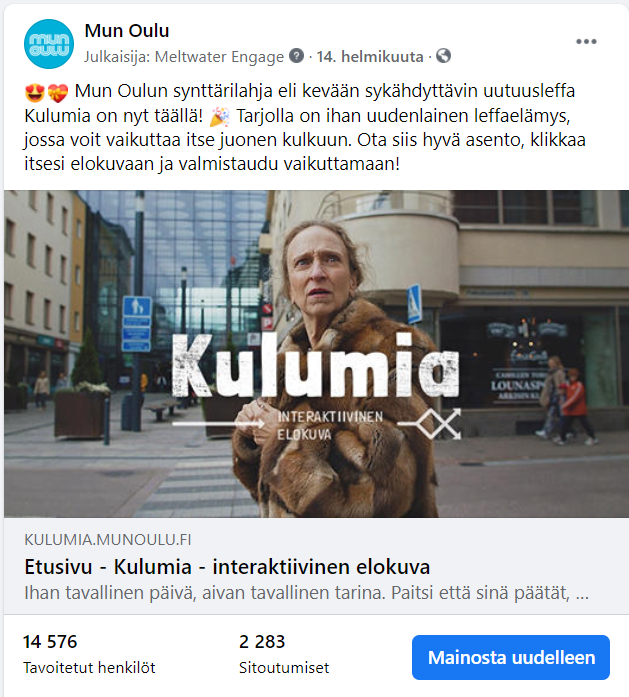 mun
oulu
Mun Oulu
Julkaisija: Meltwater Engage ? · 14. helmikuuta ·
😍💝 Mun Oulun synttärilahja eli kevään sykähdyttävin uutuusleffa
Kulumia on nyt täällä! 🎉 Tarjolla on ihan uudenlainen leffaelämys,
jossa voit vaikuttaa itse juonen kulkuun. Ota siis hyvä asento, klikkaa
itsesi elokuvaan ja valmistaudu vaikuttamaan!
Kulumia
INTERAKTIIVINEN
ELOKUVA
KULUMIA.MUNOULU.FI
Etusivu - Kulumia - interaktiivinen elokuva
Ihan tavallinen päivä, aivan tavallinen tarina. Paitsi että sinä päätät, ...
14 576
Tavoitetut henkilöt
2 283
Sitoutumiset
Mainosta uudelleen